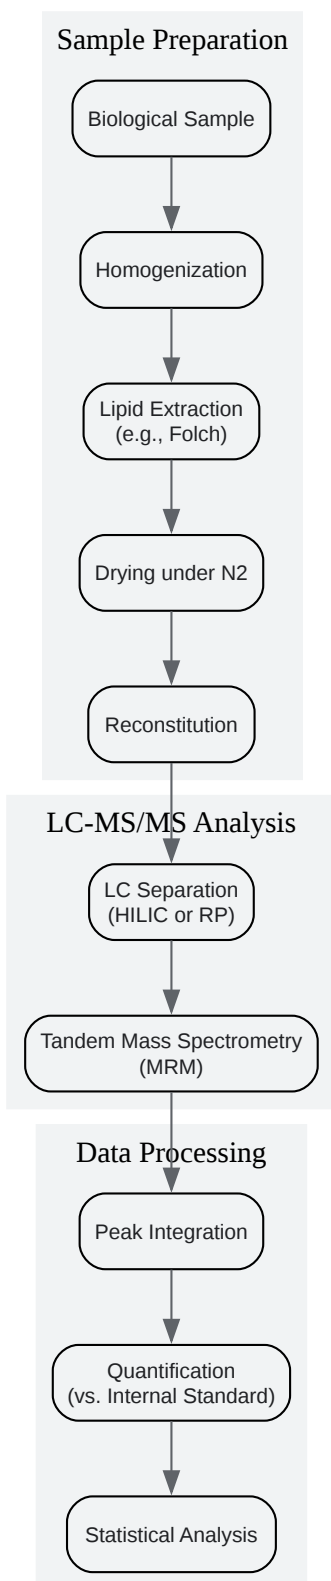 Sample Preparation
Biological Sample
Homogenization
Lipid Extraction
(e.g., Folch)
Drying under N2
Reconstitution
LC-MS/MS Analysis
LC Separation
(HILIC or RP)
Tandem Mass Spectrometry
(MRM)
Data Processing
Peak Integration
Quantification
(vs. Internal Standard)
Statistical Analysis